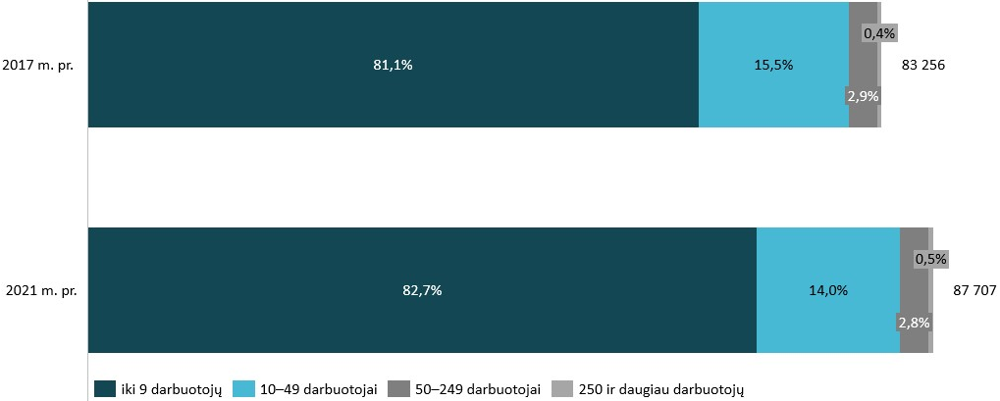 0,4%
2017 m. pr. 81,1% 15,5% 83 256
2,9%
0,5%
2021 m. pr. 82,7% 14,0% 87 707
2,8%
iki 9 darbuotojų 10–49 darbuotojai 50–249 darbuotojai 250 ir daugiau darbuotojų